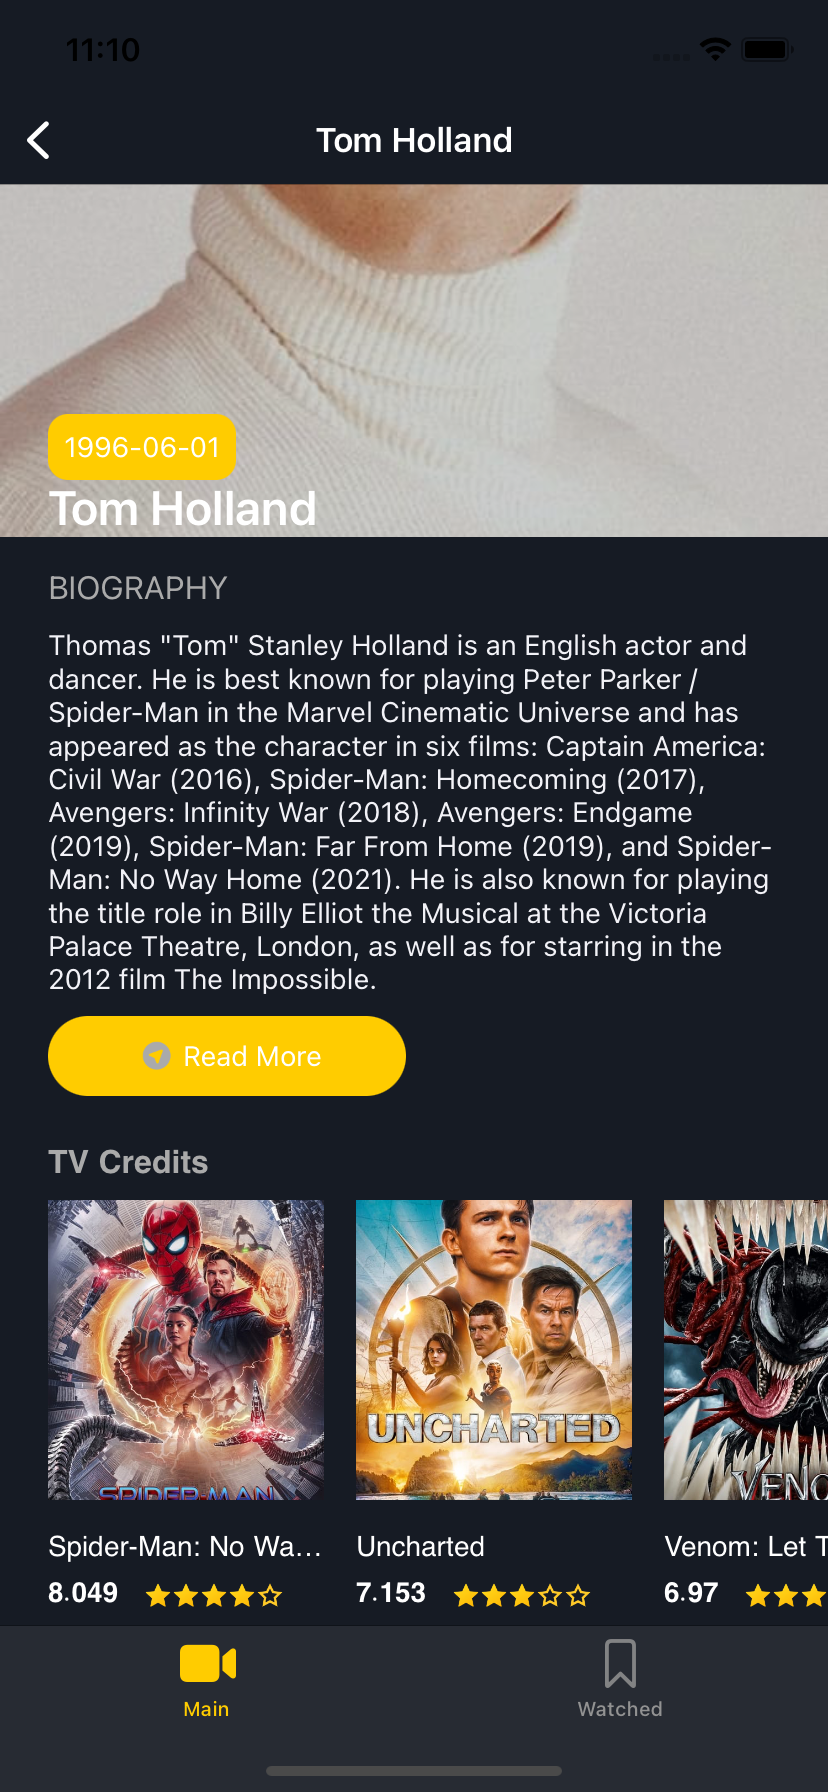 11:10
Tom Holland
1996-06-01
Tom Holland
BIOGRAPHY
Thomas "Tom" Stanley Holland is an English actor and
dancer. He is best known for playing Peter Parker /
Spider-Man in the Marvel Cinematic Universe and has
appeared as the character in six films: Captain America:
Civil War (2016), Spider-Man: Homecoming (2017),
Avengers: Infinity War (2018), Avengers: Endgame
(2019), Spider-Man: Far From Home (2019), and Spider-
Man: No Way Home (2021). He is also known for playing
the title role in Billy Elliot the Musical at the Victoria
Palace Theatre, London, as well as for starring in the
2012 film The Impossible.
Read More
TV Credits
SPIDER-MAN
UNCHARTED
VENO
Spider-Man: No Wa...
Uncharted
Venom: Let T
8.049
7.153
6.97
Main
Watched